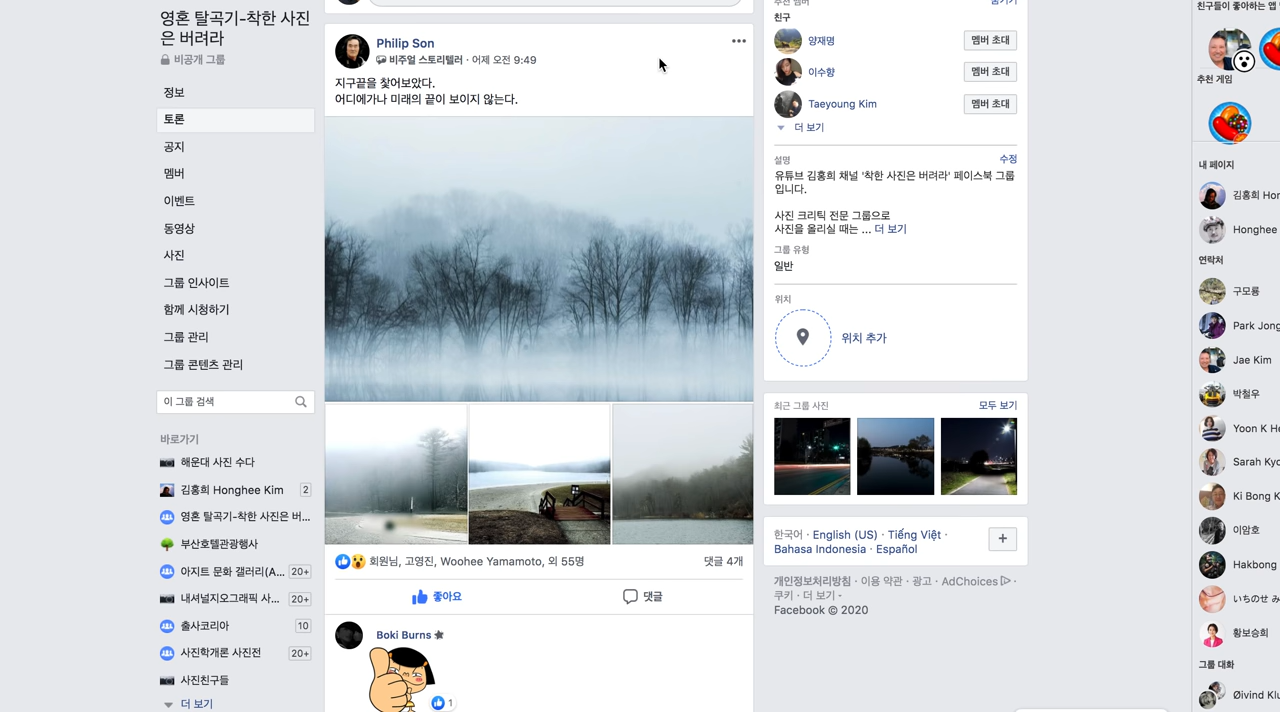 영혼 탈곡기-착한 사진
은 버려라
비공개 그룹
정보
토론
공지
멤버
이벤트
동영상
사진
그룹 인사이트
함께 시청하기
그룹 관리
그룹 콘텐츠 관리
이 그룹 검색
바로가기
해운대 사진 수다
김홍희 Honghee Kim 2
영혼 탈곡기-착한 사진은 버...
부산호텔관광행사
아지트 문화 갤러리(A... 20+
내셔널지오그래픽 사... 20+
출사코리아 10
사진학개론 사진전 20+
사진친구들
더 보기
Philip Son
비주얼 스토리텔러 · 어제 오전 9:49
지구끝을 찾어보았다.
어디에가나 미래의 끝이 보이지 않는다.
회원님, 고영진, Woohee Yamamoto, 외 55명 댓글 4개
좋아요 댓글
Boki Burns
1
친구
양재명 멤버 초대
이수향 멤버 초대
Taeyoung Kim 멤버 초대
더 보기
설명 수정
유튜브 김홍희 채널 '착한 사진은 버려라' 페이스북 그룹
입니다.
사진 크리틱 전문 그룹으로
사진을 올리실 때는 ... 더 보기
그룹 유형
일반
위치
위치 추가
최근 그룹 사진 모두 보기
한국어 · English (US) · Tiếng Việt ·
Bahasa Indonesia · Español
개인정보처리방침 · 이용 약관 · 광고 · AdChoices ·
쿠키 · 더 보기
Facebook © 2020
친구들이 좋아하는 앱
추천 게임
내 페이지
김홍희 Hon
Honghee
연락처
구모룡
Park Jong
Jae Kim
박철우
Yoon K He
Sarah Kyo
Ki Bong K
이암호
Hakbong
いちのせ み
황보승희
그룹 대화
Øivind Klu